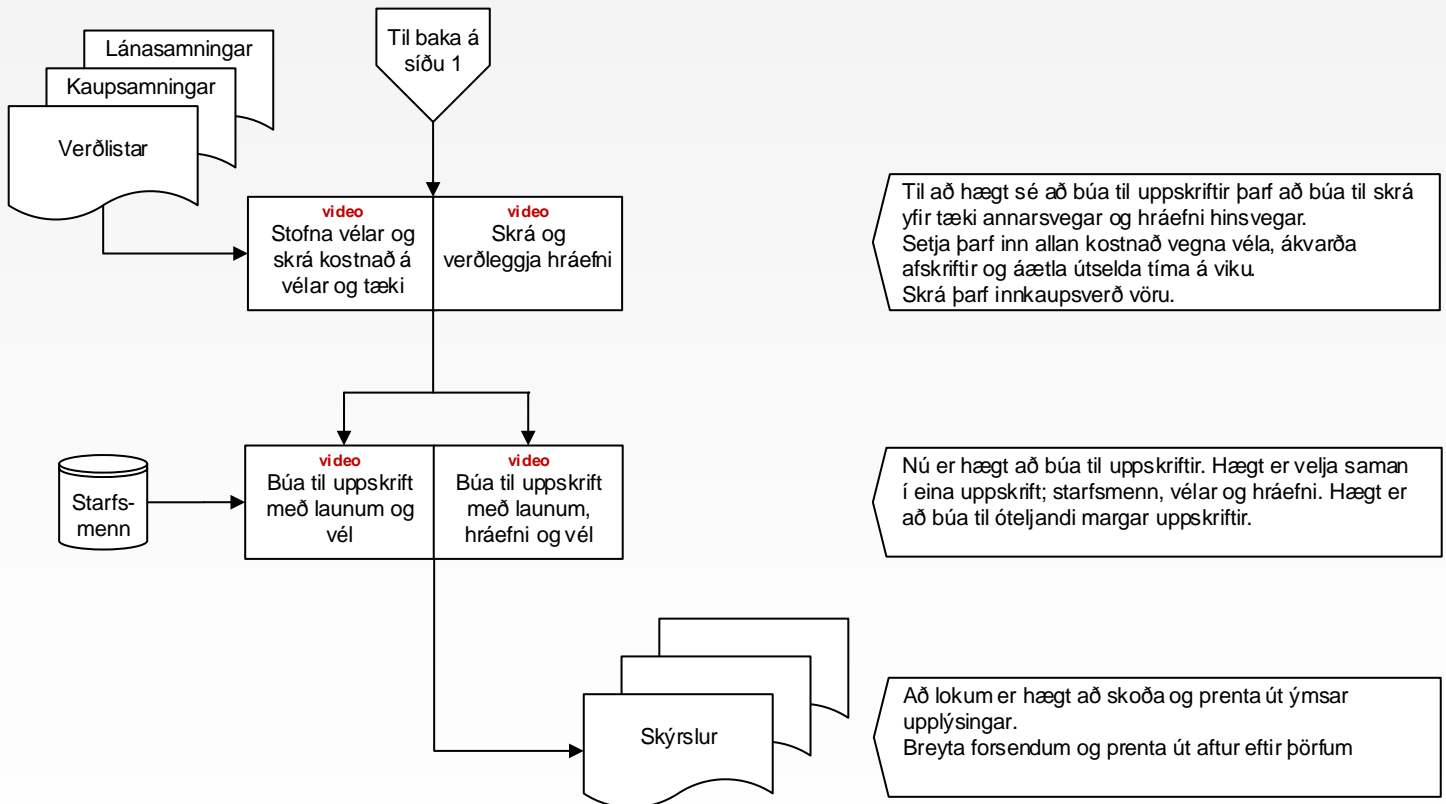 Lánasamningar
Kaupsamningar
Verðlistar
Til baka á
síðu 1
video
Stofna vélar og
skrá kostnað á
vélar og tæki
video
Skrá og
verðleggja hráefni
Til að hægt sé að búa til uppskriftir þarf að búa til skrá
yfir tæki annarsvegar og hráefni hinsvegar.
Setja þarf inn allan kostnað vegna véla, ákvarða
afskriftir og áætla útselda tíma á viku.
Skrá þarf innkaupsverð vöru.
Starfs-
menn
video
Búa til uppskrift
með launum og
vél
video
Búa til uppskrift
með launum,
hráefni og vél
Nú er hægt að búa til uppskriftir. Hægt er velja saman
í eina uppskrift; starfsmenn, vélar og hráefni. Hægt er
að búa til óteljandi margar uppskriftir.
Skýrslur
Að lokum er hægt að skoða og prenta út ýmsar
upplýsingar.
Breyta forsendum og prenta út aftur eftir þörfum